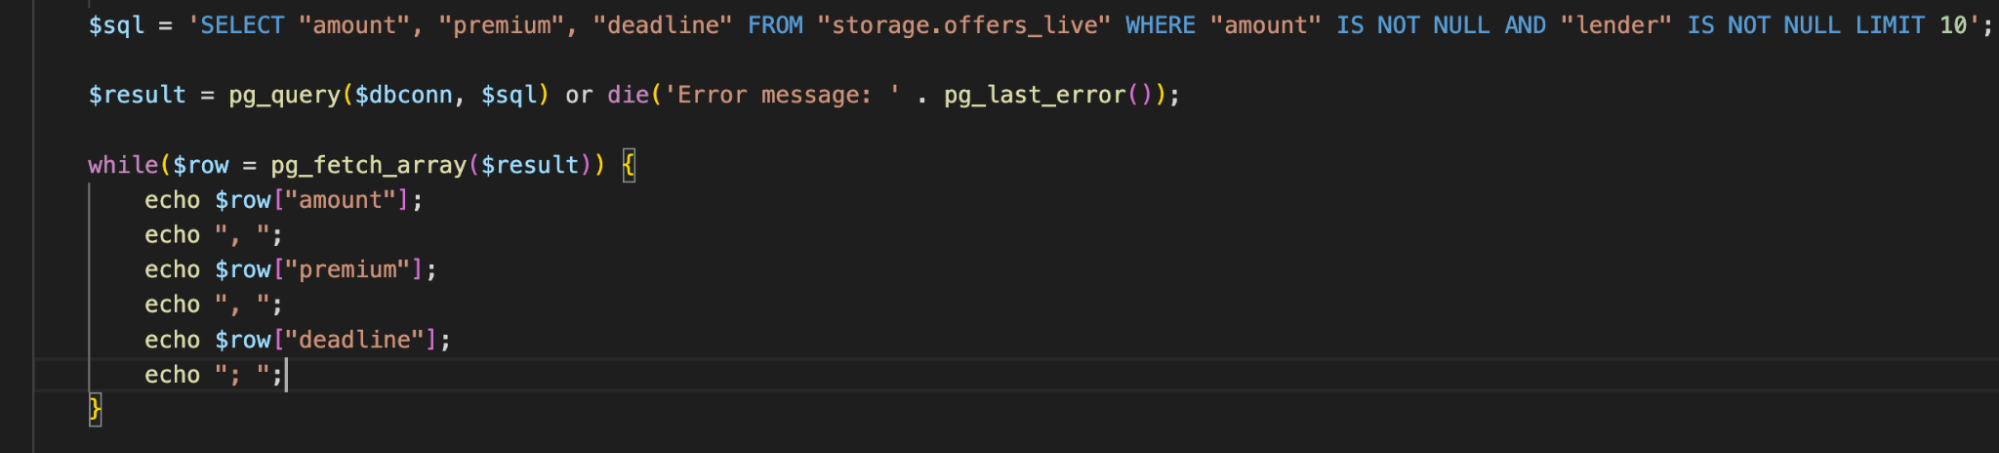 $sql = 'SELECT "amount", "premium", "deadline" FROM "storage.offers_live" WHERE "amount" IS NOT NULL AND "lender" IS NOT NULL LIMIT 10';
$result = pg_query($dbconn, $sql) or die('Error message: ' . pg_last_error());
while($row = pg_fetch_array($result)) {
echo $row["amount"];
echo ", ";
echo $row["premium"];
echo ", ";
echo $row["deadline"];
echo "; ";
}